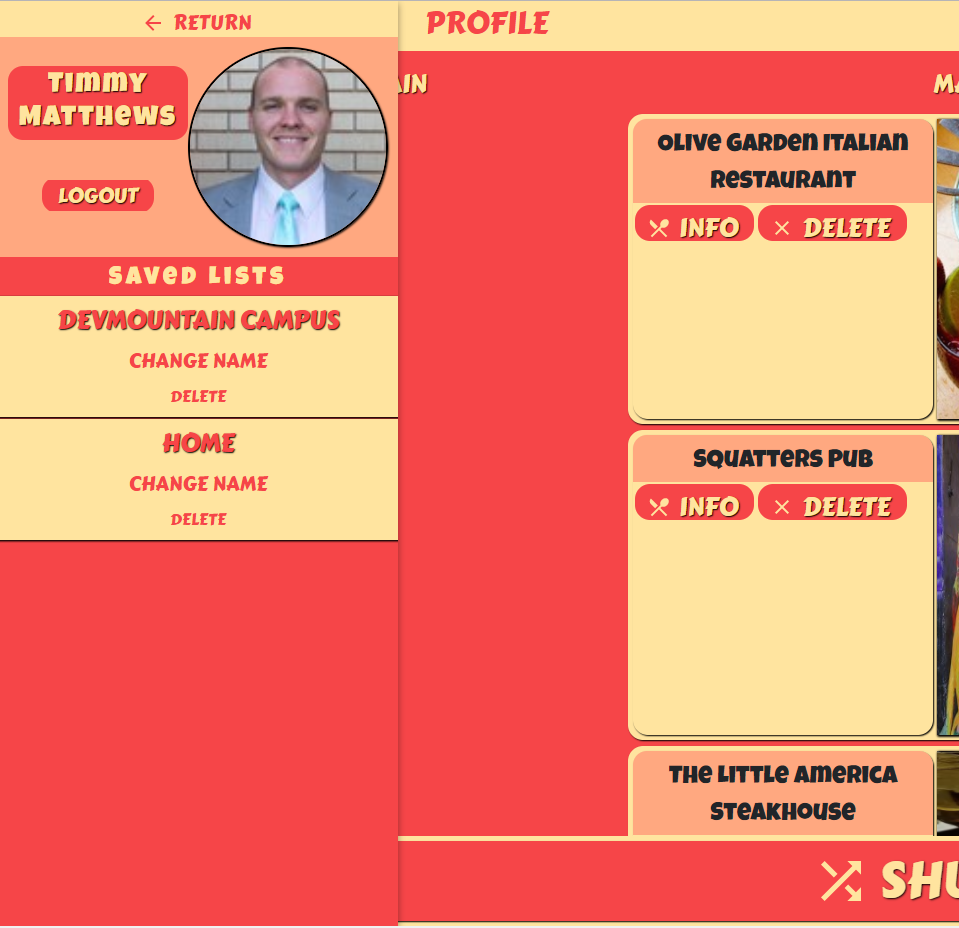 RETURN
Timmy
Matthews
LOGOUT
Saved Lists
DEVMOUNTAIN CAMPUS
CHANGE NAME
DELETE
HOME
CHANGE NAME
DELETE
PROFILE
AIN
MA
Olive Garden Italian
Restaurant
INFO
DELETE
Squatters Pub
INFO
DELETE
The Little America
Steakhouse
SHU